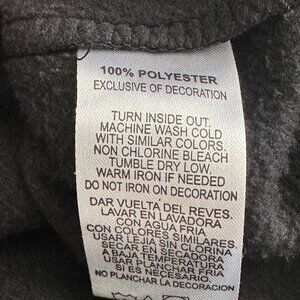 100% POLYESTER
EXCLUSIVE OF DECORATION
TURN INSIDE OUT.
MACHINE WASH COLD
WITH SIMILAR COLORS.
NON CHLORINE BLEACH
TUMBLE DRY LOW.
WARM IRON IF NEEDED
DO NOT IRON ON DECORATION
DAR VUELTA DEL REVES.
LAVAR EN LAVADORA
CON AGUA FRIA
CON COLORES SIMILARES.
USAR LEJIA SIN CLORINA
SECAR EN SECADORA
A BAJA TEMPERATURA
USAR PLANCHAR FRIA
SI ES NECESARIO
NO PLANCHAR LA DECORACION